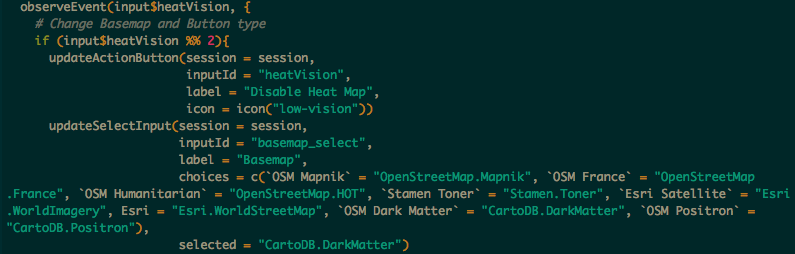 observeEvent(input$heatVision, {
# Change Basemap and Button type
if (input$heatVision %% 2){
updateActionButton(session = session,
inputId = "heatVision",
label = "Disable Heat Map",
icon = icon("low-vision"))
updateSelectInput(session = session,
inputId = "basemap_select",
label = "Basemap",
choices = c(`OSM Mapnik` = "OpenStreetMap.Mapnik", `OSM France` = "OpenStreetMap
.France", `OSM Humanitarian` = "OpenStreetMap.HOT", `Stamen Toner` = "Stamen.Toner", `Esri Satellite` = "Esri
.WorldImagery", Esri = "Esri.WorldStreetMap", `OSM Dark Matter` = "CartoDB.DarkMatter", `OSM Positron` =
"CartoDB.Positron"),
selected = "CartoDB.DarkMatter")